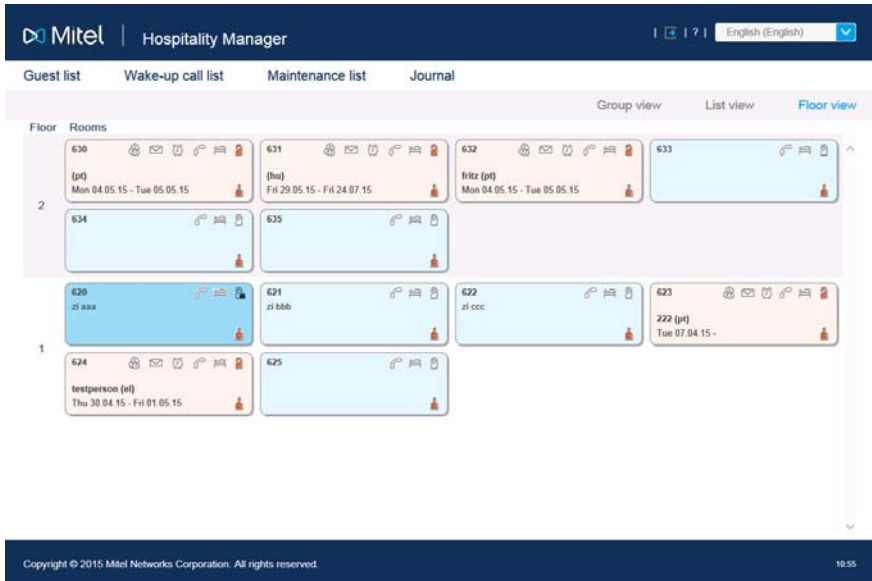 Mitel | Hospitality Manager
| ? | English (English)
Guest list Wake-up call list Maintenance list Journal
Group view List view Floor view
Floor Rooms
2
630
(pt)
Mon 04.05.15 - Tue 05.05.15
631
(hu)
Fri 29.05.15 - Fri 24.07.15
632
fritz (pt)
Mon 04.05.15 - Tue 05.05.15
633
634
635
1
620
zi aaa
621
zi bbb
622
zi ccc
623
222 (pt)
Tue 07.04.15 -
624
testperson (el)
Thu 30.04.15 - Fri 01.05.15
625
Copyright © 2015 Mitel Networks Corporation. All rights reserved.
10:55